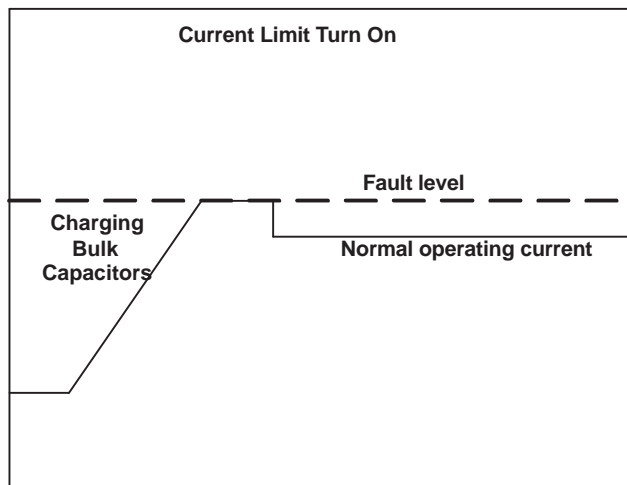 Current Limit Turn On
Fault level
Charging
Bulk
Capacitors
Normal operating current